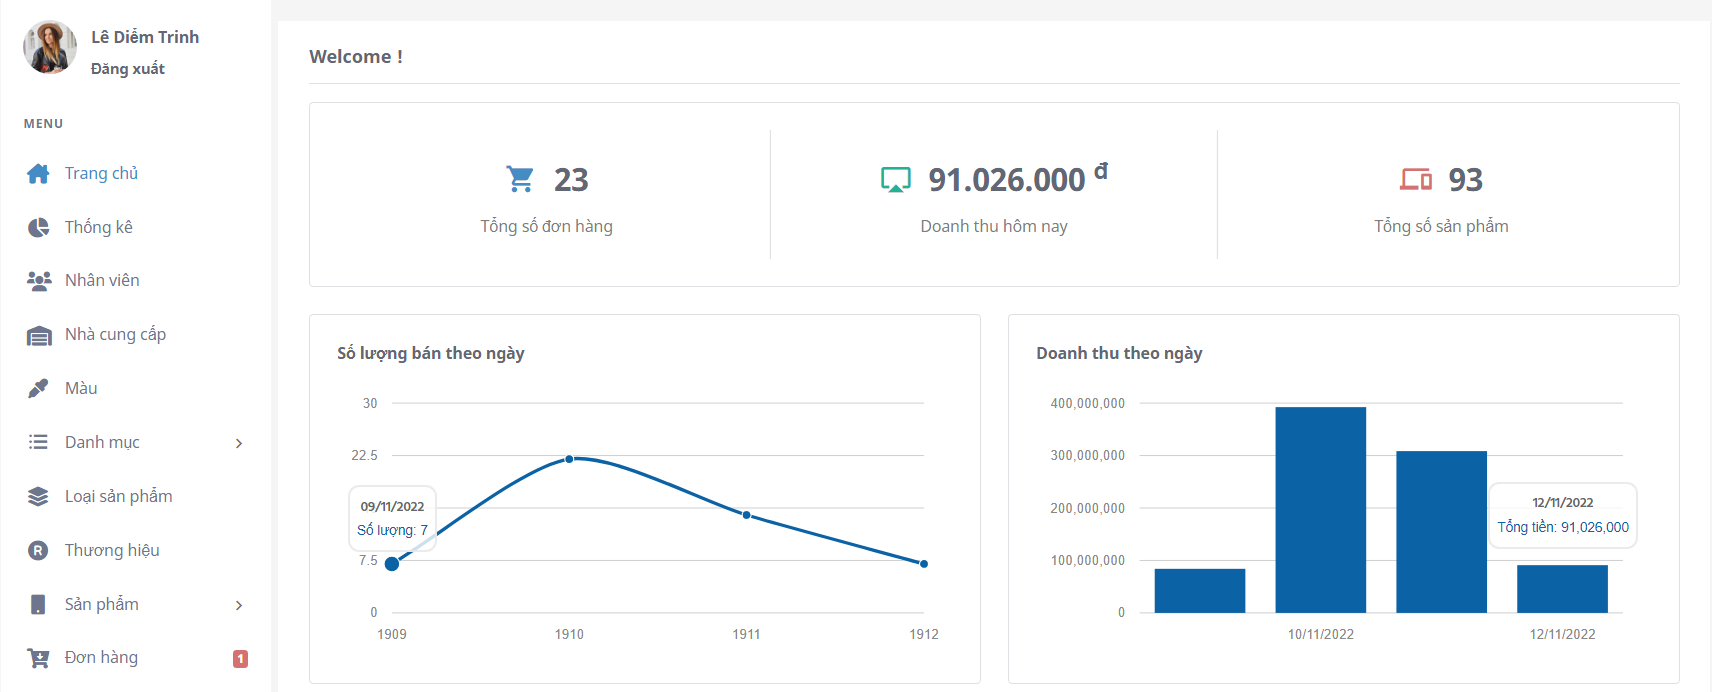 Lê Diễm Trinh
Đăng xuất
MENU
Trang chủ
Thống kê
Nhân viên
Nhà cung cấp
Màu
Danh mục
Loại sản phẩm
R Thương hiệu
Sản phẩm
Đơn hàng 1
Welcome !
23
Tổng số đơn hàng
91.026.000 đ
Doanh thu hôm nay
93
Tổng số sản phẩm
Số lượng bán theo ngày
30
22.5
09/11/2022
Số lượng: 7
7.5
0
1909 1910 1911 1912
Doanh thu theo ngày
400,000,000
300,000,000
200,000,000
100,000,000
0
12/11/2022
Tổng tiền: 91,026,000
10/11/2022 12/11/2022